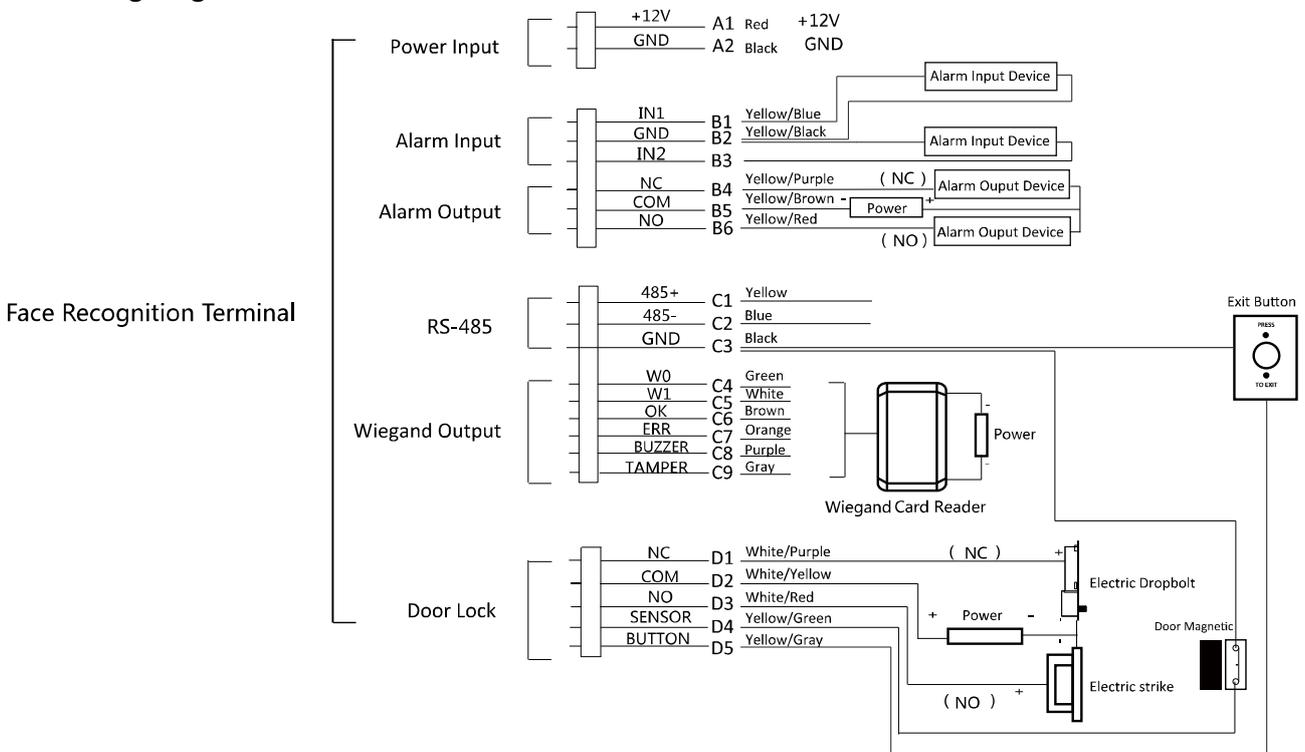 +12V A1 Red +12V
Power Input GND A2 Black GND
Alarm Input Device
IN1 B1 Yellow/Blue
Alarm Input GND B2 Yellow/Black Alarm Input Device
IN2 B3
NC B4 Yellow/Purple ( NC ) Alarm Ouput Device
Alarm Output COM B5 Yellow/Brown - Power +
NO B6 Yellow/Red Alarm Ouput Device
( NO )
485+ C1 Yellow
Exit Button
Face Recognition Terminal
RS-485 485- C2 Blue
PRESS
GND C3 Black
TO EXIT
W0 C4 Green
W1 C5 White
OK C6 Brown
Wiegand Output ERR C7 Orange
- Power -
BUZZER C8 Purple
TAMPER C9 Gray
Wiegand Card Reader
NC D1 White/Purple ( NC ) +
COM D2 White/Yellow Electric Dropbolt
Door Lock NO D3 White/Red
SENSOR D4 Yellow/Green + Power - -
Door Magnetic
BUTTON D5 Yellow/Gray -
Electric strike
( NO ) +